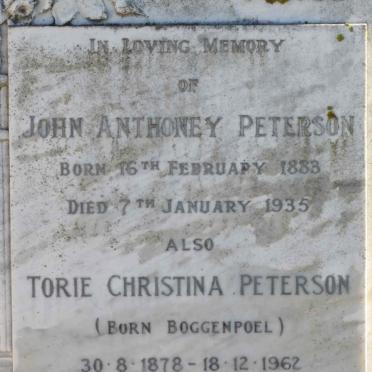 IN LOVING MEMORY
OF
JOHN ANTHONEY PETERSON
BORN 16TH FEBRUARY 1883
DIED 7TH JANUARY 1935
ALSO
TORIE CHRISTINA PETERSON
(BORN BOGGENPOEL)
30·8·1878 - 18·12·1962